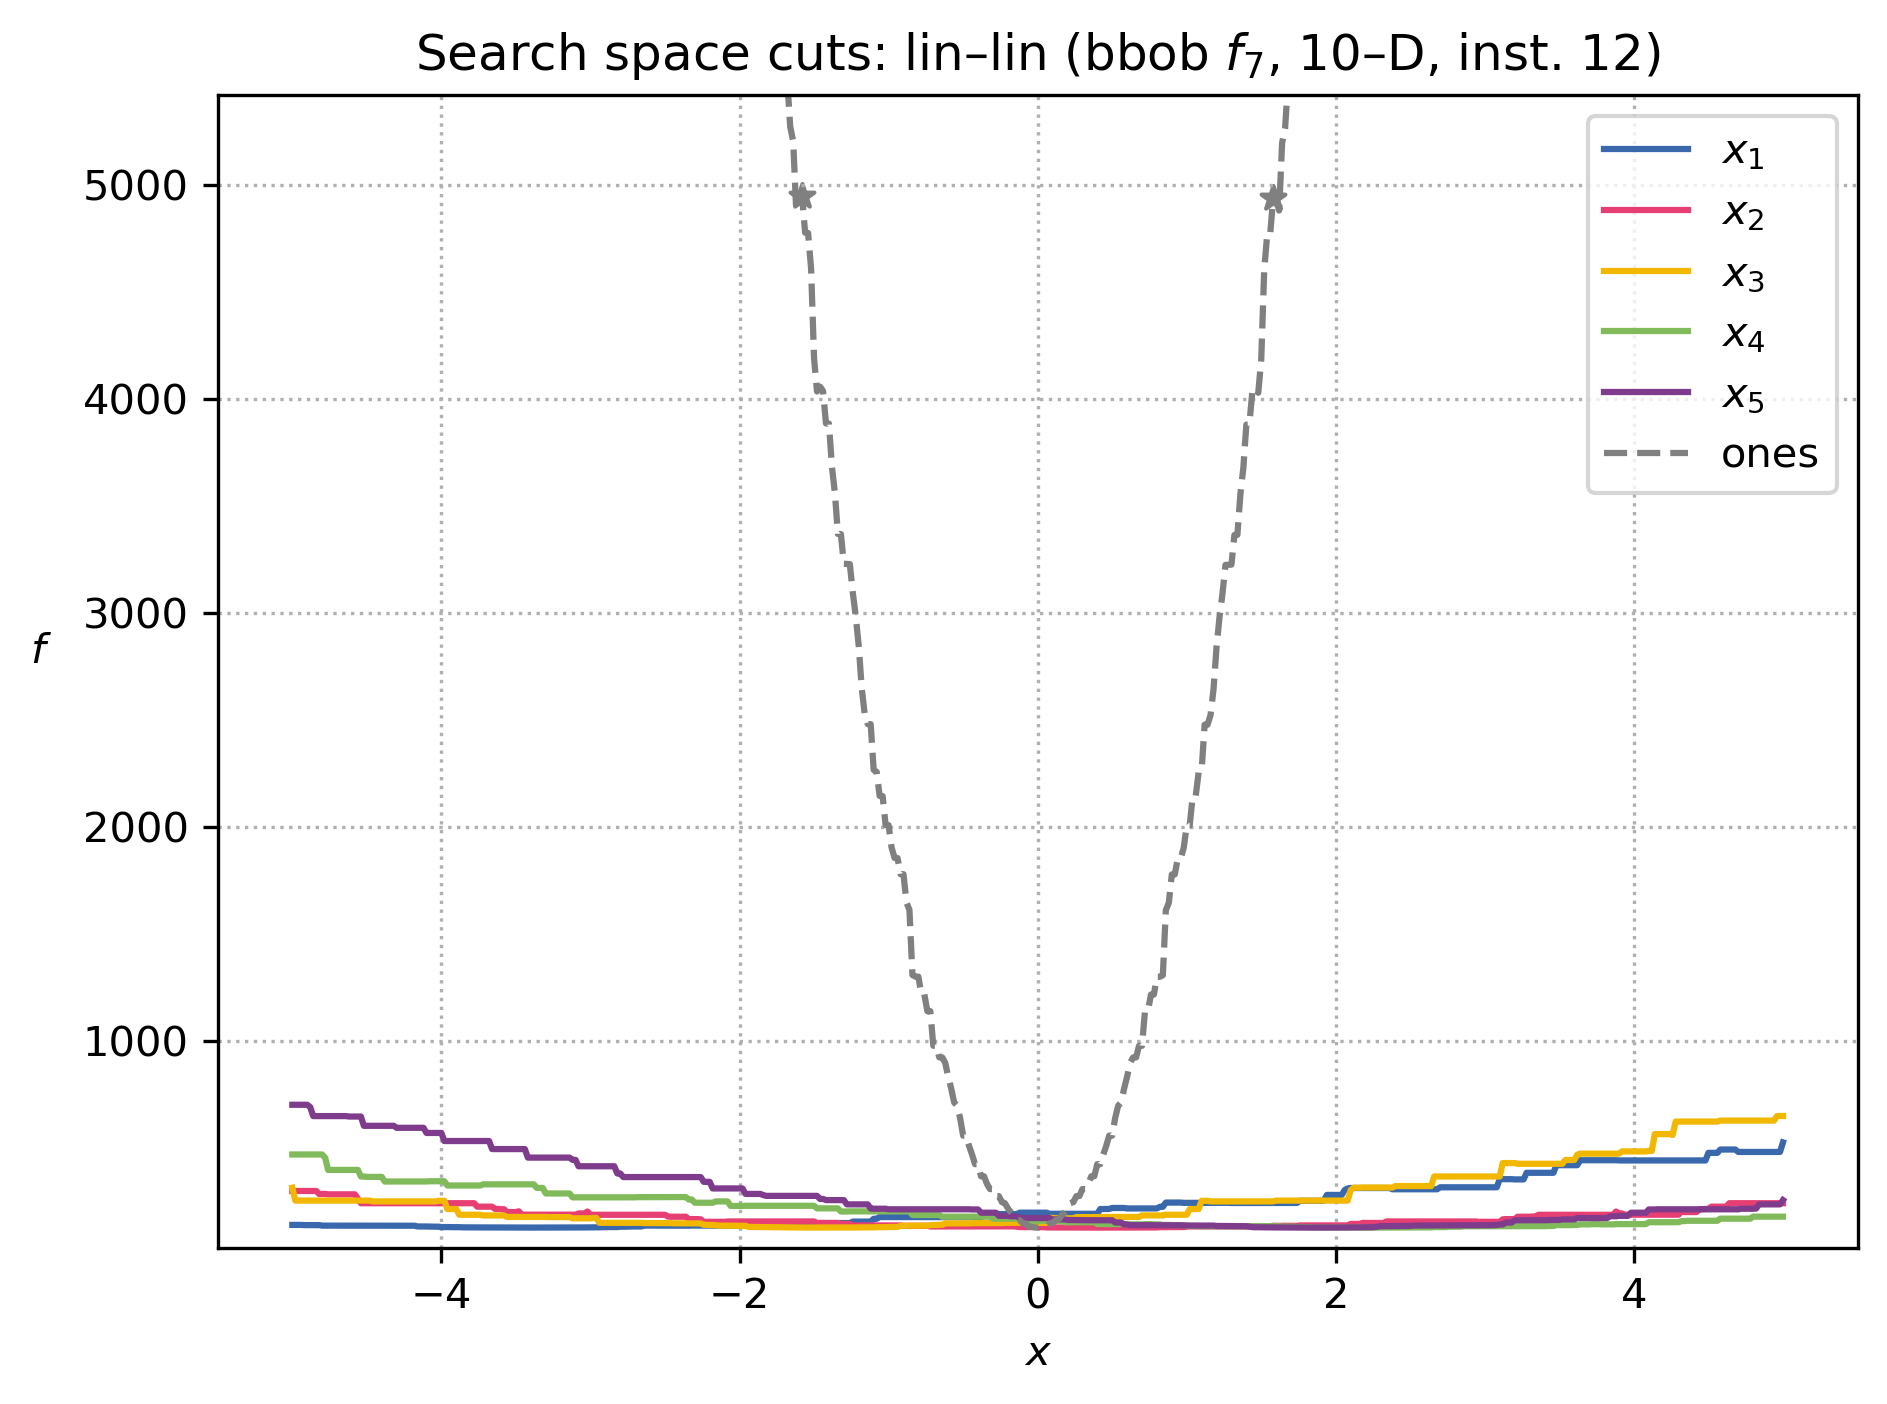 Search space cuts: lin–lin (bbob f₇, 10–D, inst. 12)
5000
4000
3000
2000
1000
f
x₁
x₂
x₃
x₄
x₅
ones
−4 −2 0 2 4
x